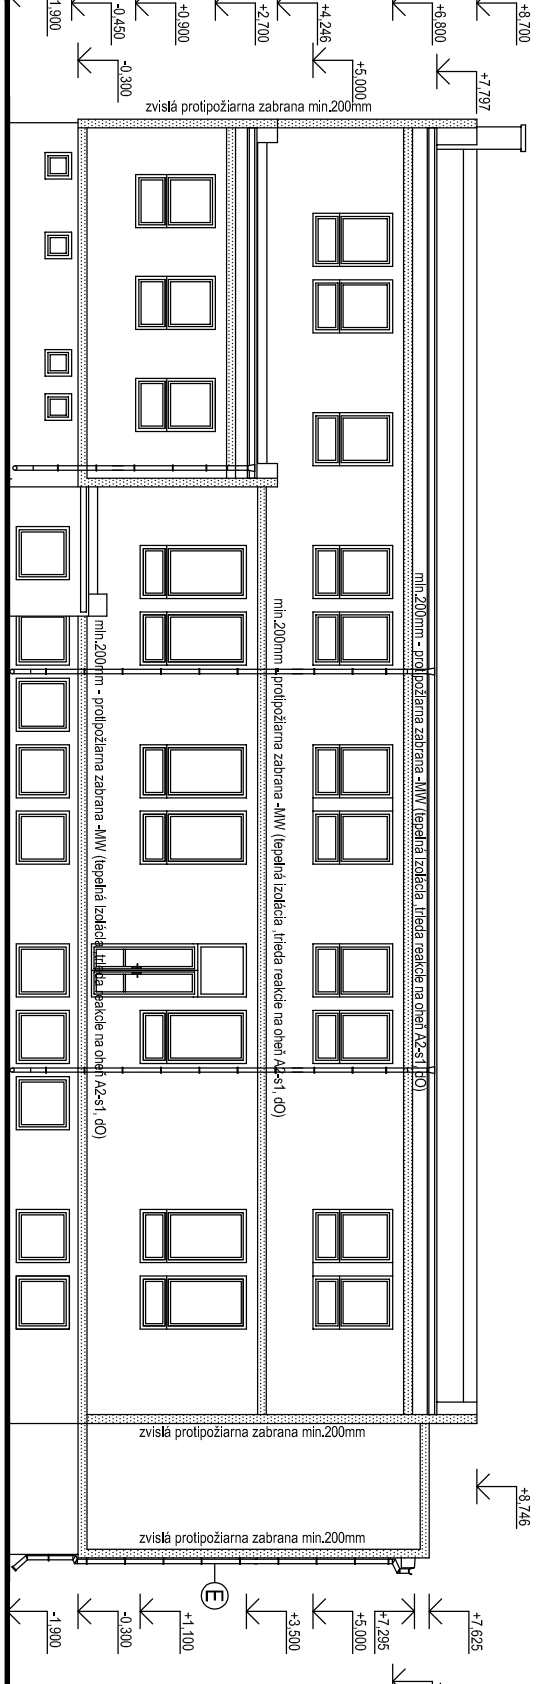 -0,450
+0,900
+2,700
+4,246
+6,800
+8,700
-0,300
+5,000
+7,797
zvislá protipožiarna zabrana min.200mm
min.200mm - protipožiarna zabrana -MW (tepelná izolácia ,trieda reakcie na oheň A2-s1, dO)
min.200mm - protipožiarna zabrana -MW (tepelná izolácia ,trieda reakcie na oheň A2-s1, dO)
min.200mm - protipožiarna zabrana -MW (tepelná izolácia ,trieda reakcie na oheň A2-s1, dO)
zvislá protipožiarna zabrana min.200mm
+8,746
zvislá protipožiarna zabrana min.200mm
E
-1,900
-0,300
+1,100
+3,500
+5,000
+7,295
+7,625